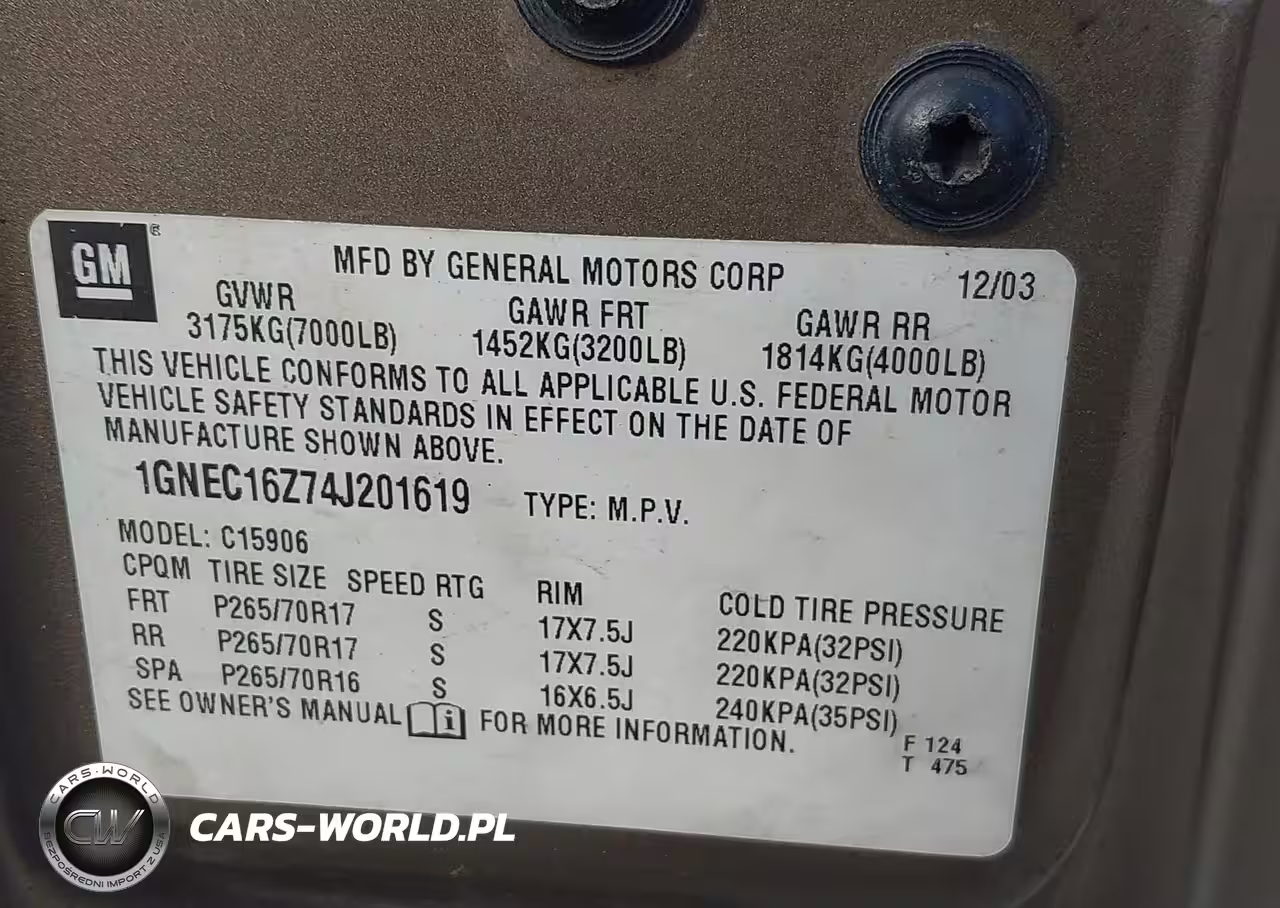 GM®
MFD BY GENERAL MOTORS CORP 12/03
GVWR GAWR FRT GAWR RR
3175KG(7000LB) 1452KG(3200LB) 1814KG(4000LB)
THIS VEHICLE CONFORMS TO ALL APPLICABLE U.S. FEDERAL MOTOR
VEHICLE SAFETY STANDARDS IN EFFECT ON THE DATE OF
MANUFACTURE SHOWN ABOVE.
1GNEC16Z74J201619 TYPE: M.P.V.
MODEL: C15906
CPQM TIRE SIZE SPEED RTG RIM COLD TIRE PRESSURE
FRT P265/70R17 S 17X7.5J 220KPA(32PSI)
RR P265/70R17 S 17X7.5J 220KPA(32PSI)
SPA P265/70R16 S 16X6.5J 240KPA(35PSI)
SEE OWNER'S MANUAL i FOR MORE INFORMATION.
F 124
T 475
CARS-WORLD
CW
BEZPOŚREDNI IMPORT Z USA
CARS-WORLD.PL